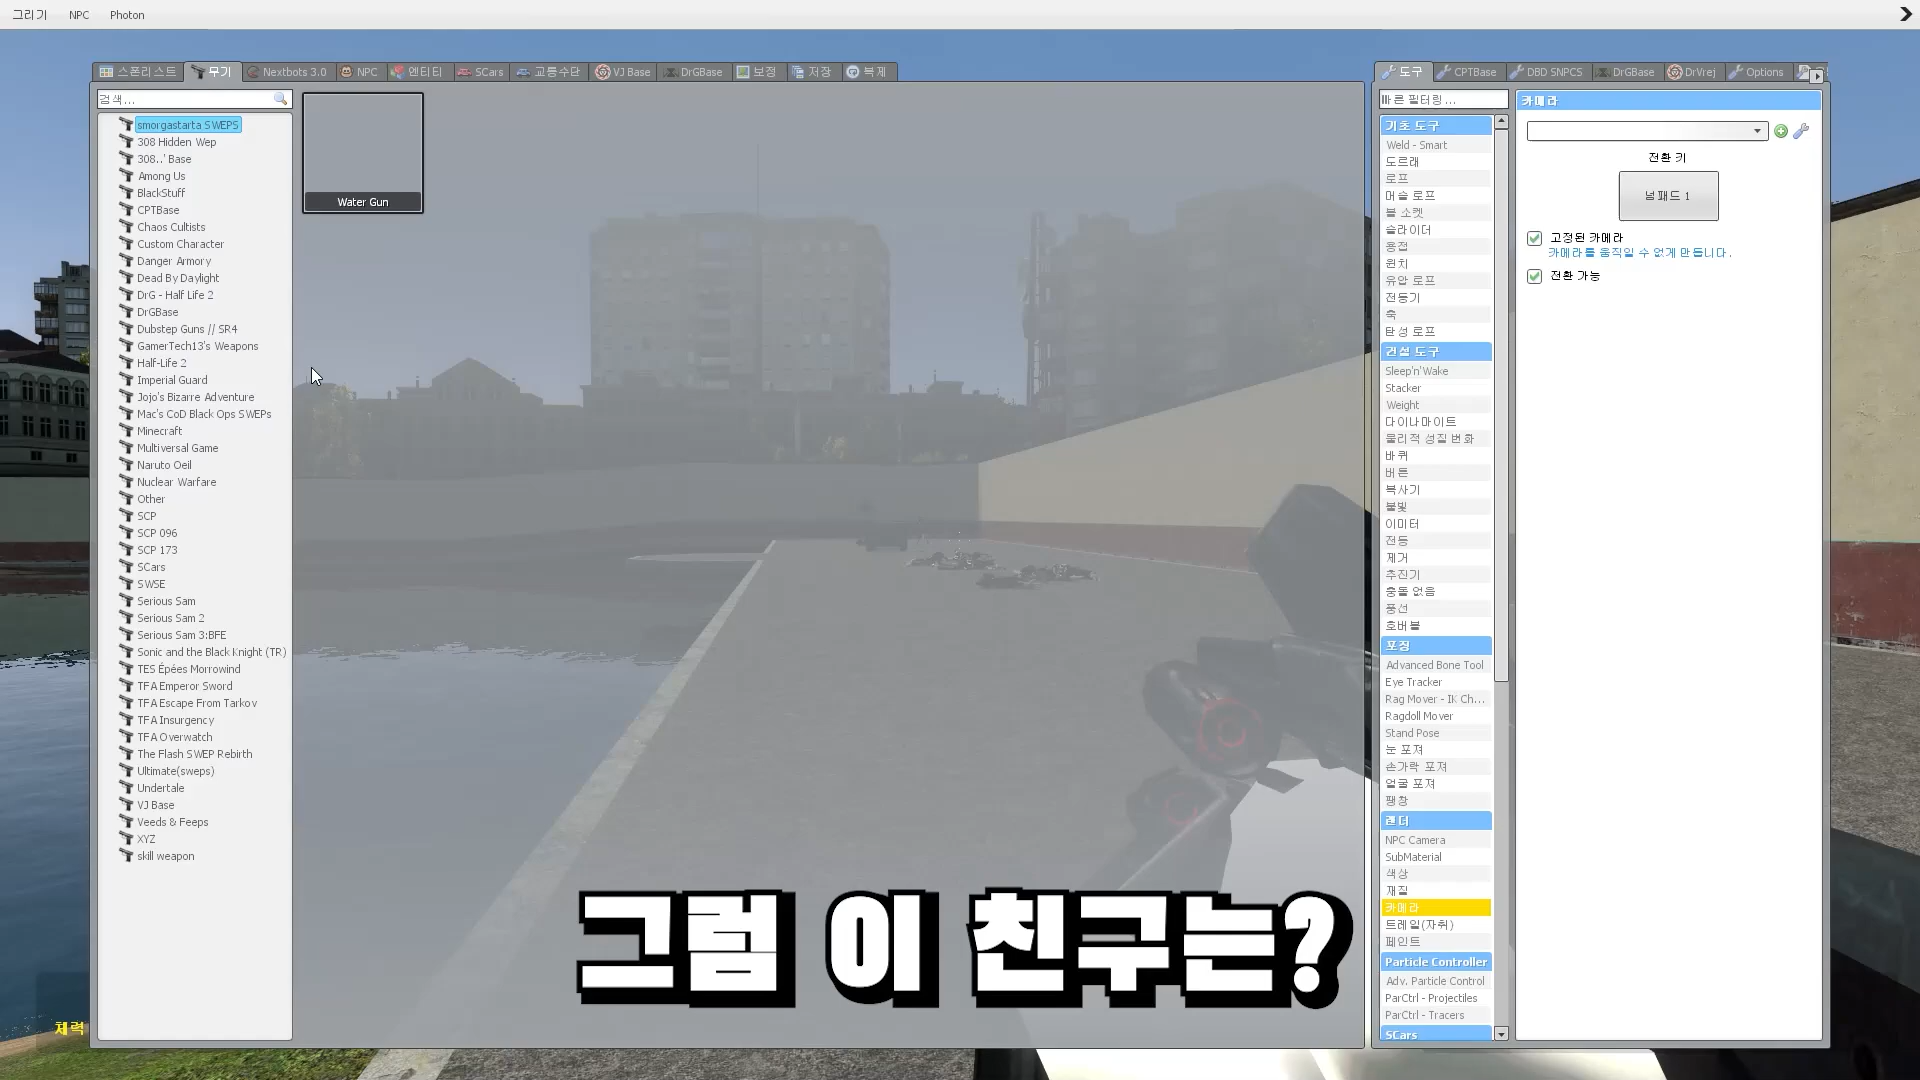 그리기 NPC Photon
스폰리스트 무기 Nextbots 3.0 NPC 엔티티 SCars 교통수단 VJ Base DrGBase 보정 저장 복제
검색...
smorgastarta SWEPS
308 Hidden Wep
308..' Base
Among Us
BlackStuff
CPTBase
Chaos Cultists
Custom Character
Danger Armory
Dead By Daylight
DrG - Half Life 2
DrGBase
Dubstep Guns // SR4
GamerTech13's Weapons
Half-Life 2
Imperial Guard
Jojo's Bizarre Adventure
Mac's CoD Black Ops SWEPs
Minecraft
Multiversal Game
Naruto Oeil
Nuclear Warfare
Other
SCP
SCP 096
SCP 173
SCars
SWSE
Serious Sam
Serious Sam 2
Serious Sam 3:BFE
Sonic and the Black Knight (TR)
TES Épées Morrowind
TFA Emperor Sword
TFA Escape From Tarkov
TFA Insurgency
TFA Overwatch
The Flash SWEP Rebirth
Ultimate(sweps)
Undertale
VJ Base
Veeds & Feeps
XYZ
skill weapon
Water Gun
그럼 이 친구는?
체력
도구 CPTBase DBD SNPCS DrGBase DrVrej Options
빠른 필터링...
기초 도구
Weld - Smart
도르래
로프
머슬 로프
볼 소켓
슬라이더
용접
윈치
유압 로프
전동기
축
탄성 로프
건설 도구
Sleep'n'Wake
Stacker
Weight
다이나마이트
물리적 성질 변화
바퀴
버튼
복사기
불빛
이미터
전등
제거
추진기
충돌 없음
풍선
호버볼
포징
Advanced Bone Tool
Eye Tracker
Rag Mover - IK Ch...
Ragdoll Mover
Stand Pose
눈 포져
손가락 포져
얼굴 포져
팽창
렌더
NPC Camera
SubMaterial
색상
재질
카메라
트레일(자취)
페인트
Particle Controller
Adv. Particle Control
ParCtrl - Projectiles
ParCtrl - Tracers
SCars
카메라
전환 키
넘패드 1
고정된 카메라
카메라를 움직일 수 없게 만듭니다.
전환 가능